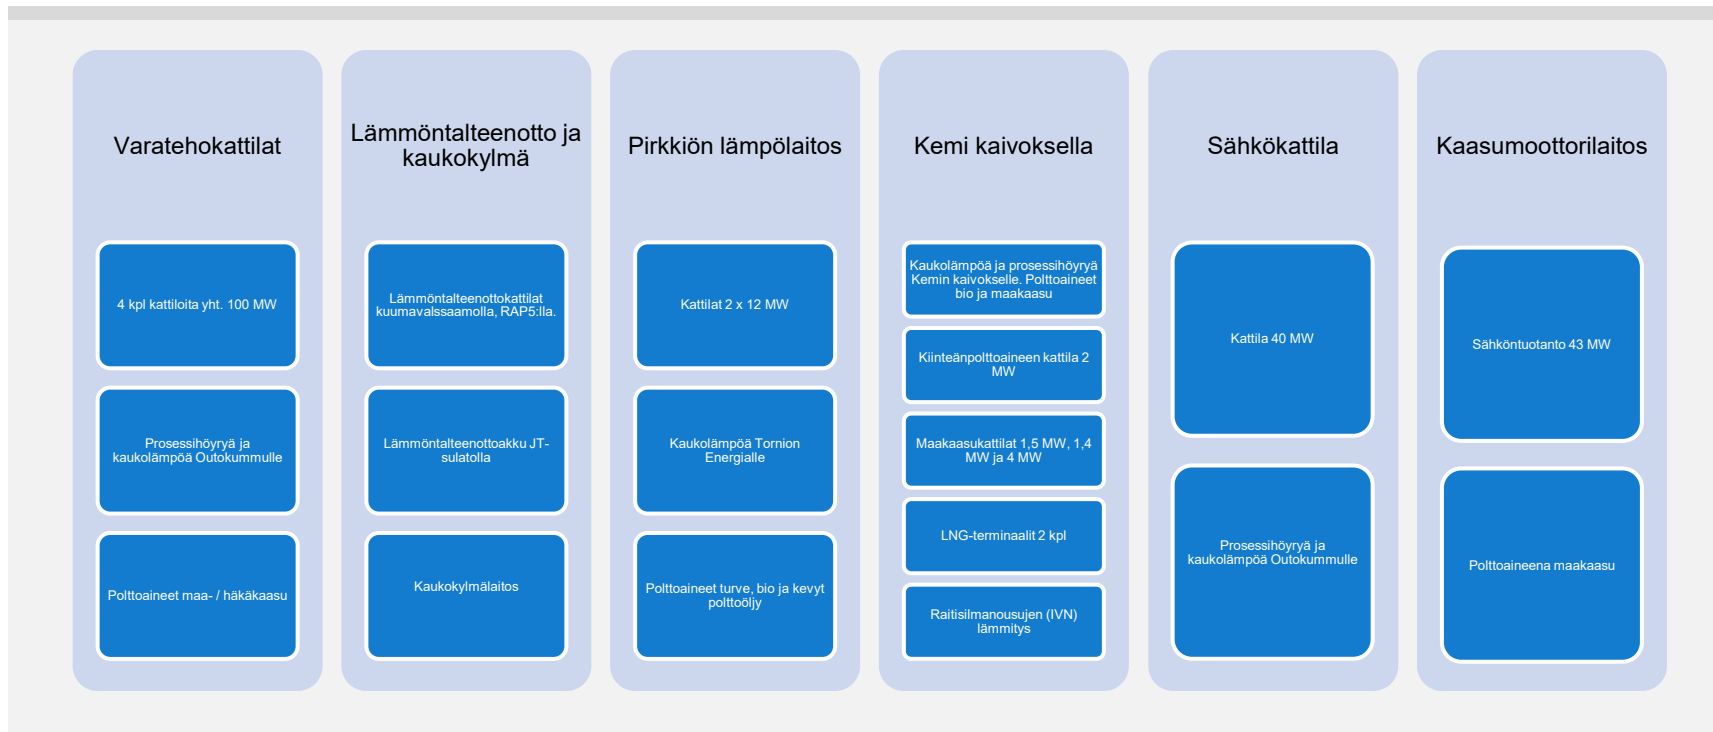 Varatehokattilat
4 kpl kattiloita yht. 100 MW
Prosessihöyryä ja
kaukolämpöä Outokummulle
Polttoaineet maa- / häkäkaasu
Lämmöntalteenotto ja
kaukokylmä
Lämmöntalteenottokattilat
kuumavalssaamolla, RAP5:lla.
Lämmöntalteenottoakku JT-
sulatolla
Kaukokylmälaitos
Pirkkiön lämpölaitos
Kattilat 2 x 12 MW
Kaukolämpöä Tornion
Energialle
Polttoaineet turve, bio ja kevyt
polttoöljy
Kemi kaivoksella
Kaukolämpöä ja prosessihöyryä
Kemin kaivokselle. Polttoaineet
bio ja maakaasu
Kiinteänpolttoaineen kattila 2
MW
Maakaasukattilat 1,5 MW, 1,4
MW ja 4 MW
LNG-terminaalit 2 kpl
Raitisilmanousujen (IVN)
lämmitys
Sähkökattila
Kattila 40 MW
Prosessihöyryä ja
kaukolämpöä Outokummulle
Kaasumoottorilaitos
Sähköntuotanto 43 MW
Polttoaineena maakaasu